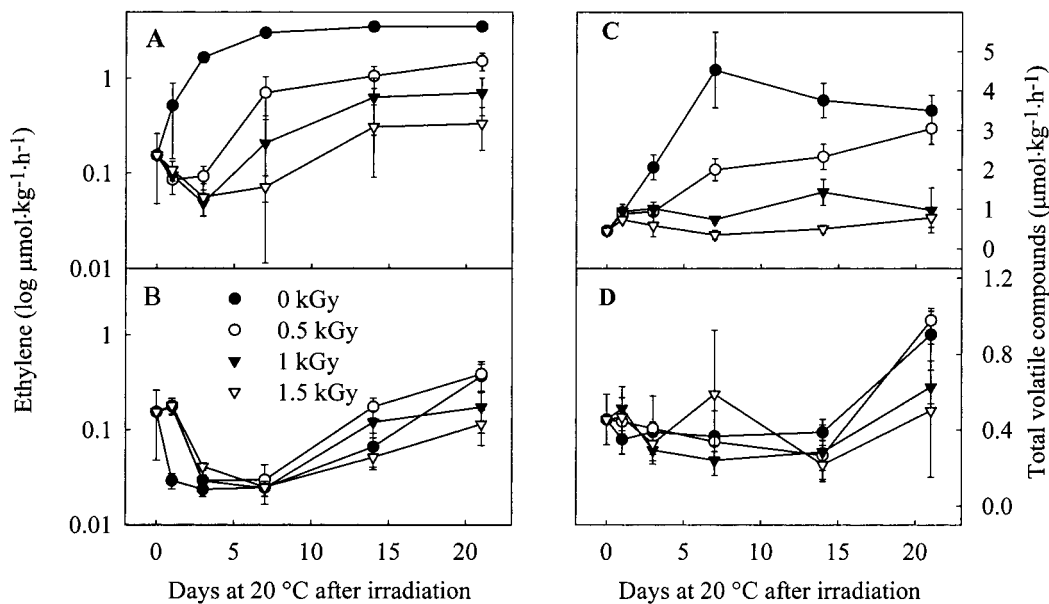 A
C
1
0.1
0.01
5
4
3
2
1
0
B
D
0 kGy
0.5 kGy
1 kGy
1.5 kGy
1
0.1
0.01
1.2
0.8
0.4
0.0
0 5 10 15 20
0 5 10 15 20
Days at 20 °C after irradiation
Days at 20 °C after irradiation
Ethylene (log μmol·kg⁻¹·h⁻¹)
Total volatile compounds (μmol·kg⁻¹·h⁻¹)